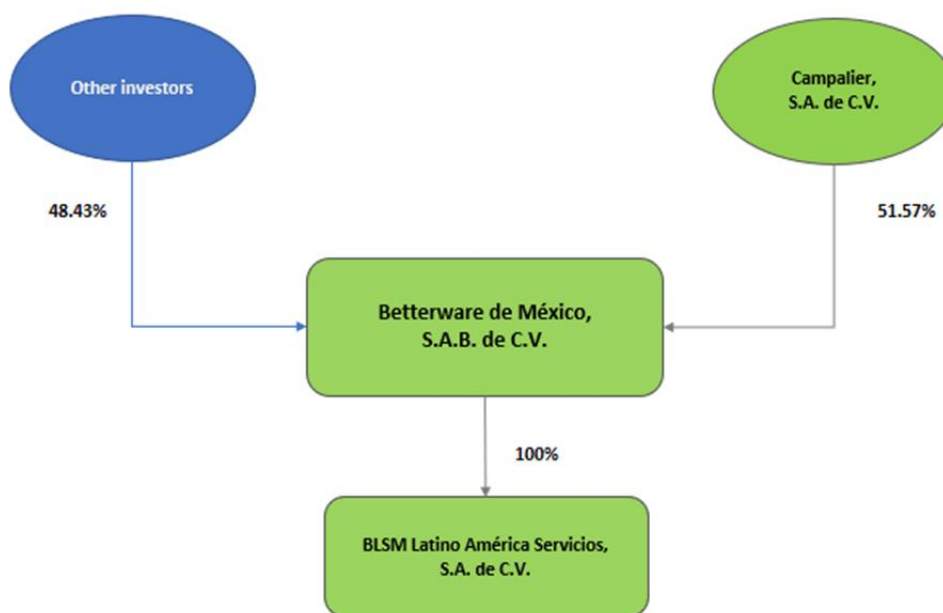 Other investors
Campalier,
S.A. de C.V.
48.43%
51.57%
Betterware de México,
S.A.B. de C.V.
100%
BLSM Latino América Servicios,
S.A. de C.V.